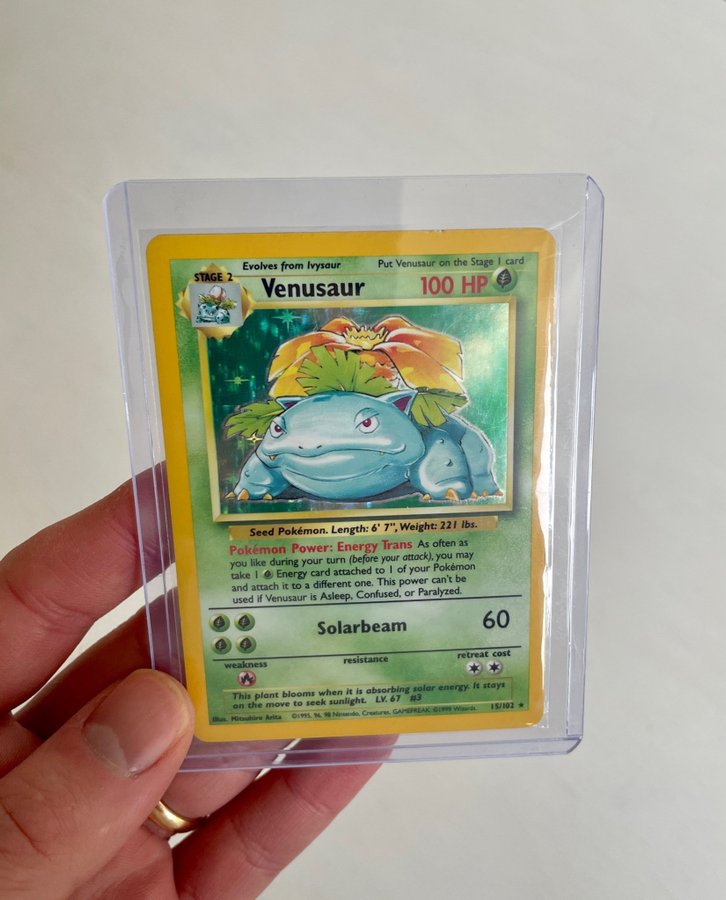 Evolves from Ivysaur Put Venusaur on the Stage 1 card
STAGE 2
Venusaur 100 HP
Seed Pokémon. Length: 6' 7", Weight: 221 lbs.
Pokémon Power: Energy Trans As often as
you like during your turn (before your attack), you may
take 1 Energy card attached to 1 of your Pokémon
and attach it to a different one. This power can't be
used if Venusaur is Asleep, Confused, or Paralyzed.
Solarbeam 60
weakness resistance retreat cost
This plant blooms when it is absorbing solar energy. It stays
on the move to seek sunlight. LV. 67 #3
Illus. Mitsuhiro Arita ©1995, 96, 98 Nintendo, Creatures, GAMEFREAK. ©1999 Wizards. 15/102 ★